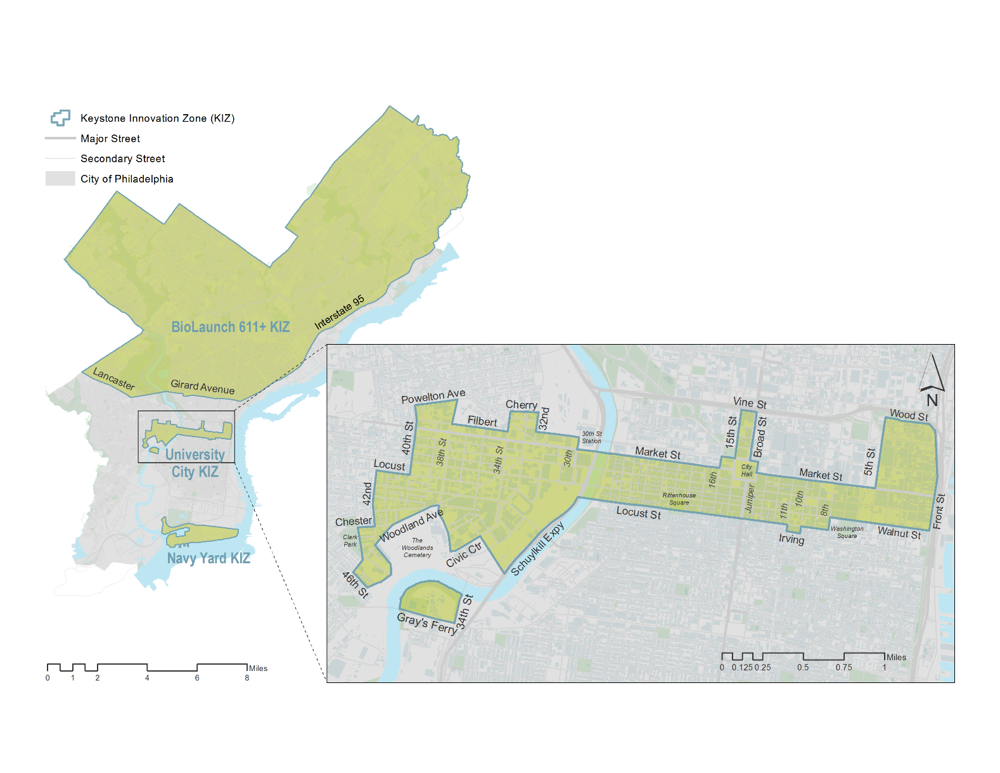 Keystone Innovation Zone (KIZ)
Major Street
Secondary Street
City of Philadelphia
BioLaunch 611+ KIZ
Interstate 95
Lancaster
Girard Avenue
University
City KIZ
Navy Yard KIZ
Miles
0 1 2 4 6 8
Powelton Ave
Cherry
Filbert
32nd
40th St
38th St
34th St
30th
30th St
Station
Locust
42nd
Chester
Clark
Park
Woodland Ave
The
Woodlands
Cemetery
Civic Ctr
46th St
Schuylkill Expy
Gray's Ferry
34th St
Market St
Vine St
15th St
Broad St
16th
City
Hall
Juniper
Rittenhouse
Square
Locust St
Market St
11th
10th
8th
Irving
Washington
Square
Walnut St
5th St
Wood St
Front St
N
Miles
0 0.125 0.25 0.5 0.75 1